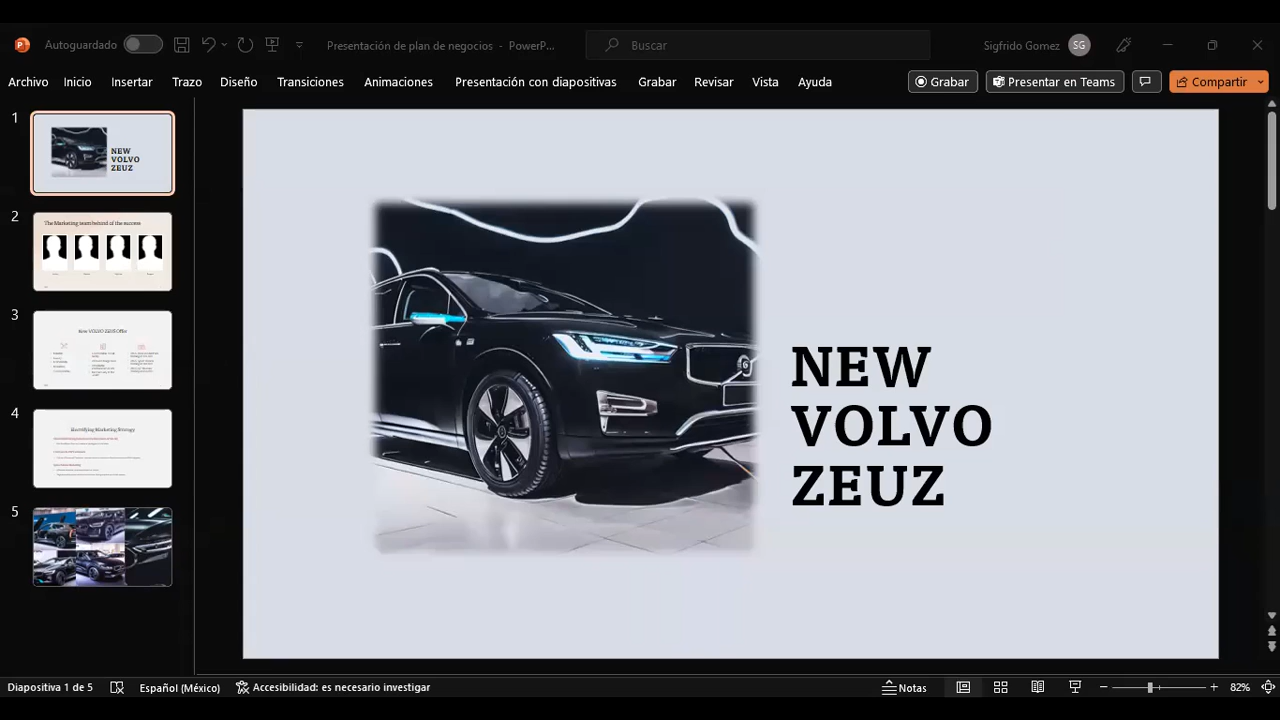 Autoguardado
Presentación de plan de negocios - PowerP...
Buscar
Sigfrido Gomez
SG
Archivo Inicio Insertar Trazo Diseño Transiciones Animaciones Presentación con diapositivas Grabar Revisar Vista Ayuda
Grabar
Presentar en Teams
Compartir
1
NEW
VOLVO
ZEUZ
2
The Marketing team behind of the success
3
New VOLVO ZEUS Offer
4
Electrifying Marketing Strategy
5
NEW
VOLVO
ZEUZ
Diapositiva 1 de 5
Español (México)
Accesibilidad: es necesario investigar
Notas
82%